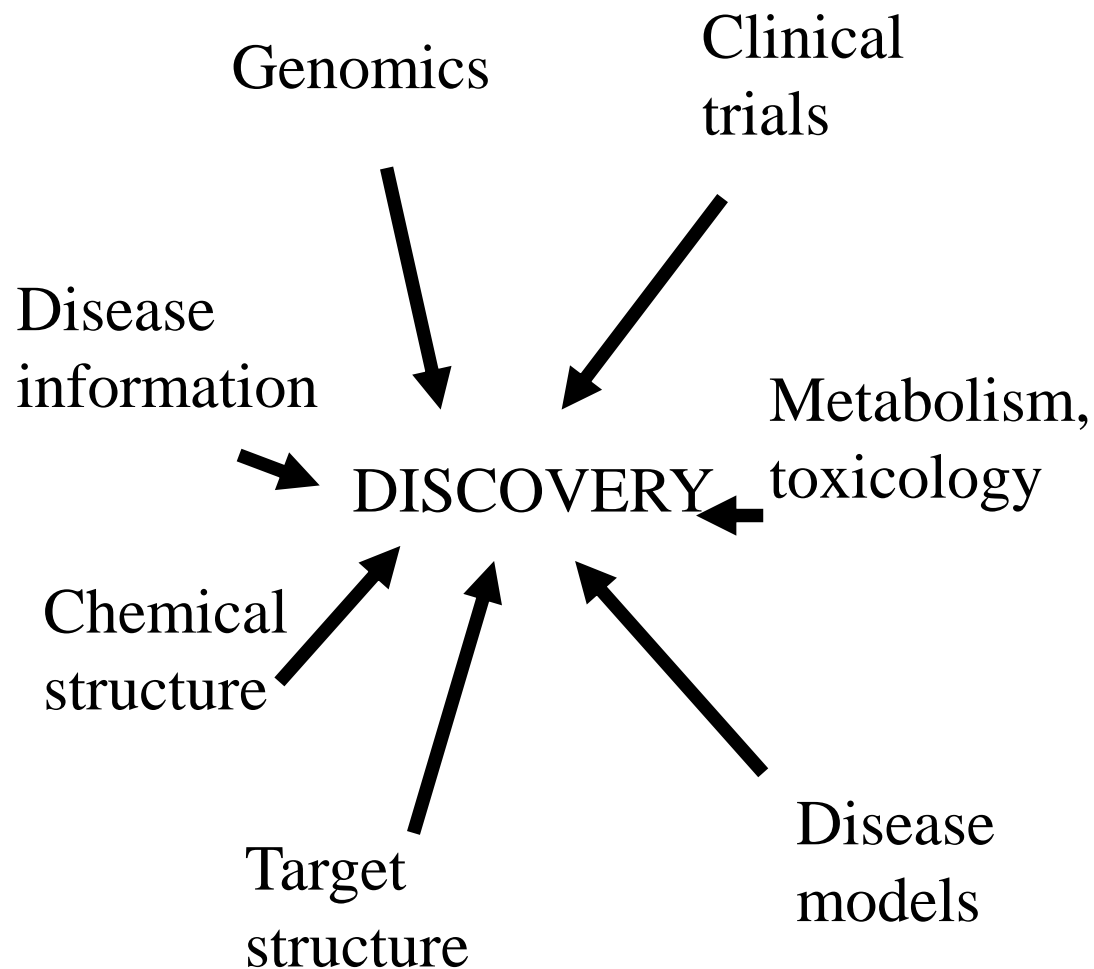 Genomics
Clinical
trials
Disease
information
Metabolism,
toxicology
DISCOVERY
Chemical
structure
Target
structure
Disease
models